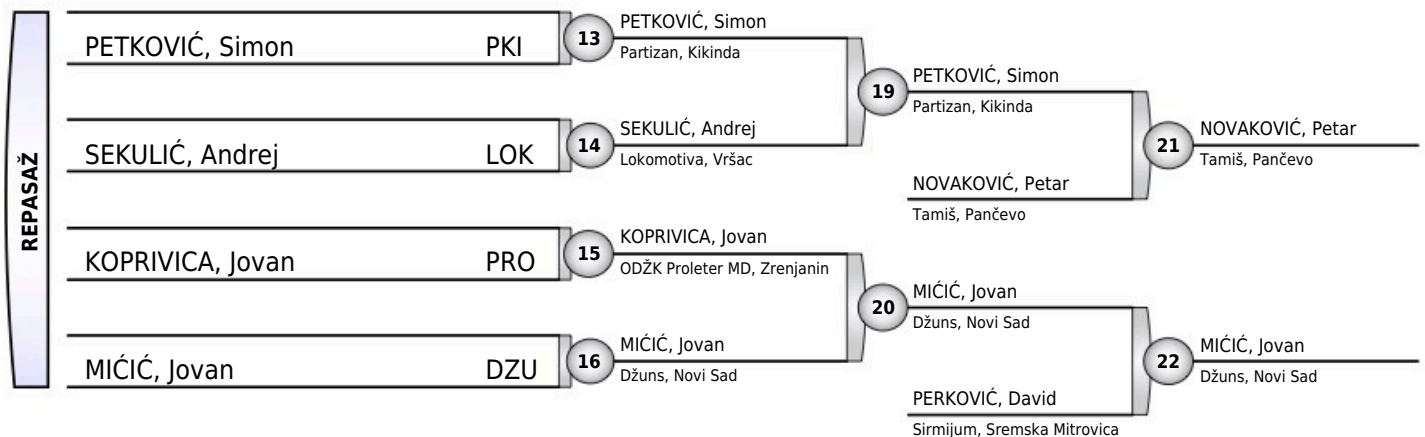 REPASAŽ
PETKOVIĆ, Simon PKI
SEKULIĆ, Andrej LOK
KOPRIVICA, Jovan PRO
MIĆIĆ, Jovan DZU
13
PETKOVIĆ, Simon
Partizan, Kikinda
14
SEKULIĆ, Andrej
Lokomotiva, Vršac
15
KOPRIVICA, Jovan
ODŽK Proleter MD, Zrenjanin
16
MIĆIĆ, Jovan
Džuns, Novi Sad
19
PETKOVIĆ, Simon
Partizan, Kikinda
NOVAKOVIĆ, Petar
Tamiš, Pančevo
20
MIĆIĆ, Jovan
Džuns, Novi Sad
PERKOVIĆ, David
Sirmijum, Sremska Mitrovica
21
NOVAKOVIĆ, Petar
Tamiš, Pančevo
22
MIĆIĆ, Jovan
Džuns, Novi Sad